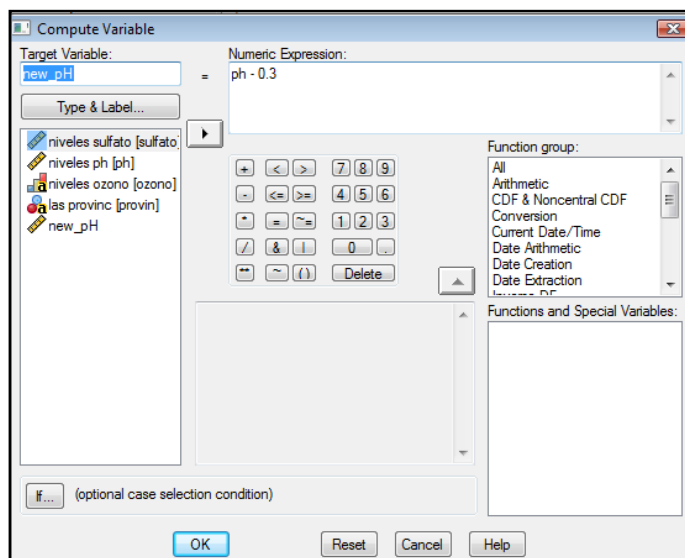 Compute Variable
Target Variable:
new_pH
=
Numeric Expression:
ph - 0.3
Type & Label...
niveles sulfato [sulfato]
niveles ph [ph]
niveles ozono [ozono]
las provinc [provin]
new_pH
+ < > 7 8 9
- <= >= 4 5 6
* = ~= 1 2 3
/ & | 0 .
** ~ () Delete
Function group:
All
Arithmetic
CDF & Noncentral CDF
Conversion
Current Date/Time
Date Arithmetic
Date Creation
Date Extraction
Inverse DF
Functions and Special Variables:
If... (optional case selection condition)
OK Reset Cancel Help